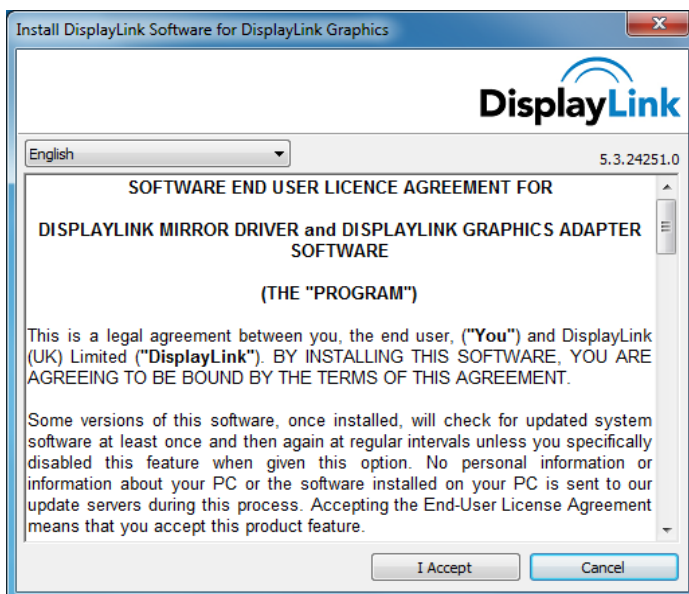 Install DisplayLink Software for DisplayLink Graphics
DisplayLink
English
5.3.24251.0
SOFTWARE END USER LICENCE AGREEMENT FOR
DISPLAYLINK MIRROR DRIVER and DISPLAYLINK GRAPHICS ADAPTER
SOFTWARE
(THE "PROGRAM")
This is a legal agreement between you, the end user, ("You") and DisplayLink
(UK) Limited ("DisplayLink"). BY INSTALLING THIS SOFTWARE, YOU ARE
AGREEING TO BE BOUND BY THE TERMS OF THIS AGREEMENT.
Some versions of this software, once installed, will check for updated system
software at least once and then again at regular intervals unless you specifically
disabled this feature when given this option. No personal information or
information about your PC or the software installed on your PC is sent to our
update servers during this process. Accepting the End-User License Agreement
means that you accept this product feature.
I Accept
Cancel